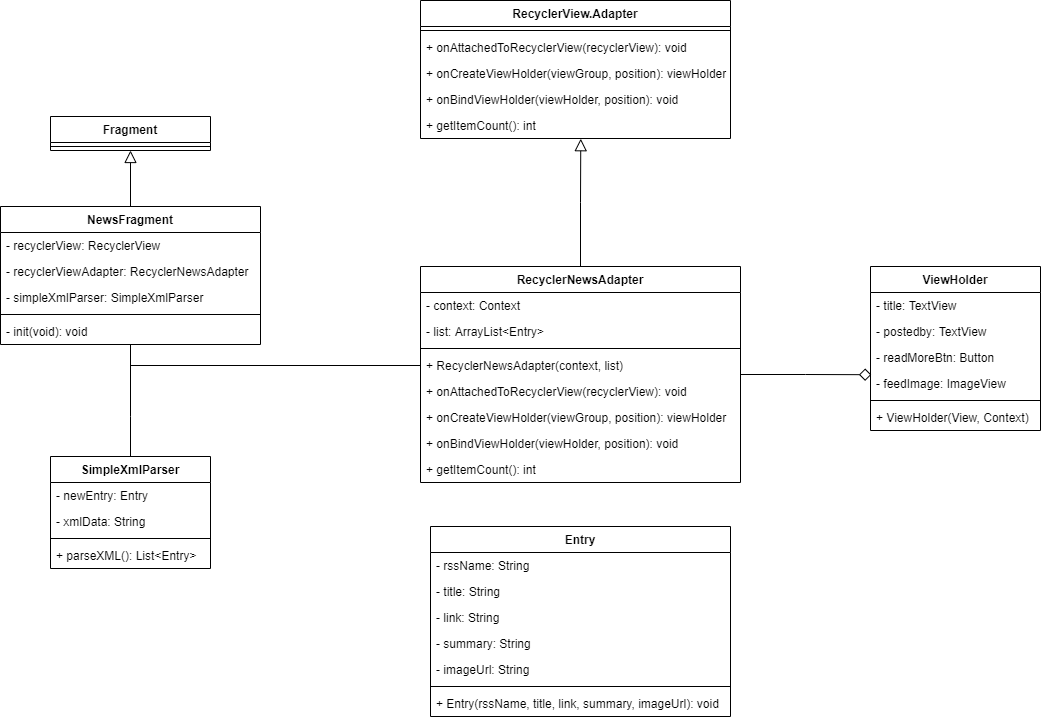 RecyclerView.Adapter
+ onAttachedToRecyclerView(recyclerView): void
+ onCreateViewHolder(viewGroup, position): viewHolder
+ onBindViewHolder(viewHolder, position): void
+ getItemCount(): int
Fragment
NewsFragment
- recyclerView: RecyclerView
- recyclerViewAdapter: RecyclerNewsAdapter
- simpleXmlParser: SimpleXmlParser
- init(void): void
RecyclerNewsAdapter
- context: Context
- list: ArrayList<Entry>
+ RecyclerNewsAdapter(context, list)
+ onAttachedToRecyclerView(recyclerView): void
+ onCreateViewHolder(viewGroup, position): viewHolder
+ onBindViewHolder(viewHolder, position): void
+ getItemCount(): int
ViewHolder
- title: TextView
- postedby: TextView
- readMoreBtn: Button
- feedImage: ImageView
+ ViewHolder(View, Context)
SimpleXmlParser
- newEntry: Entry
- xmlData: String
+ parseXML(): List<Entry>
Entry
- rssName: String
- title: String
- link: String
- summary: String
- imageUrl: String
+ Entry(rssName, title, link, summary, imageUrl): void